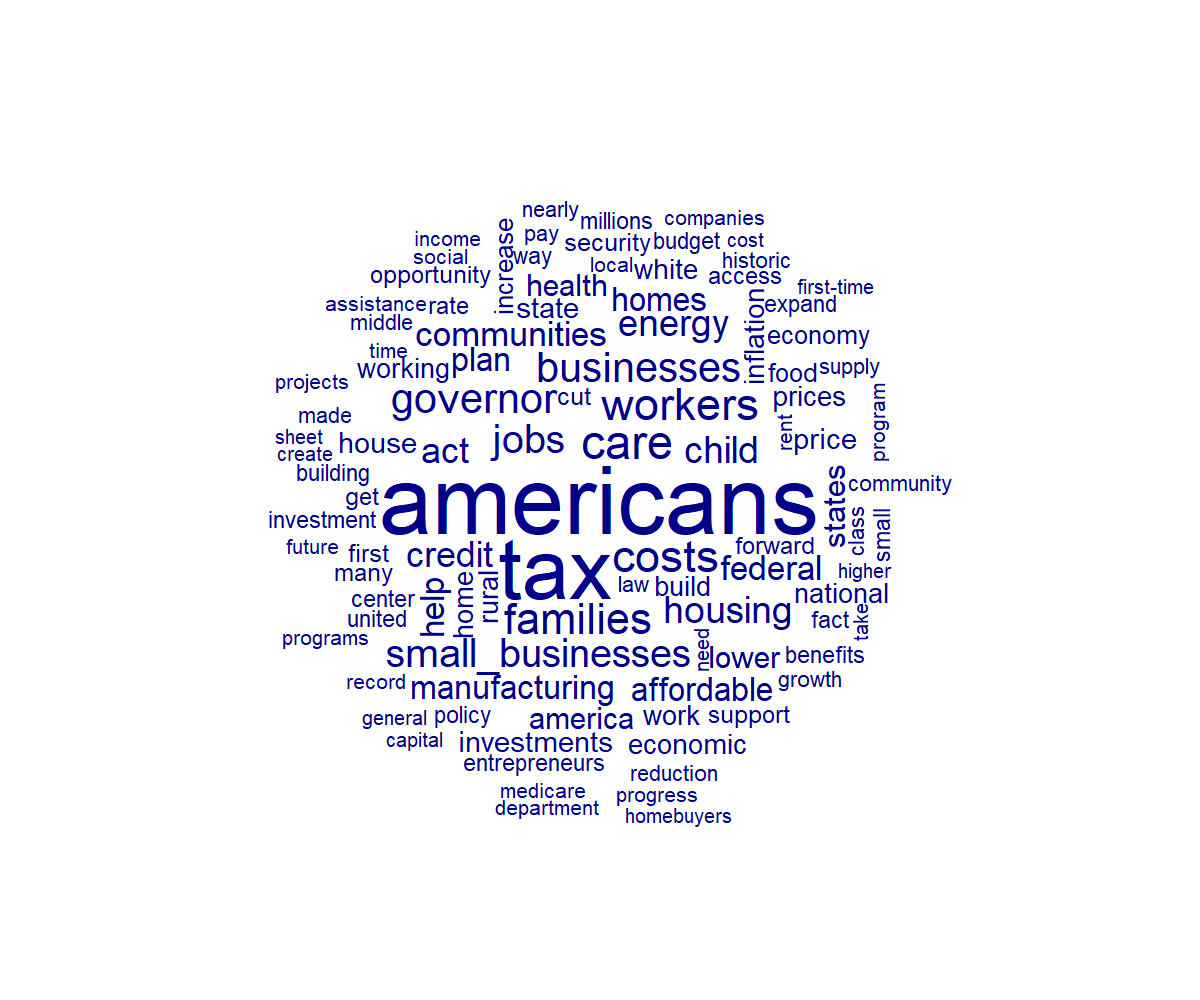 nearly
millions
companies
income
pay
security
budget
cost
social
way
increase
local
white
historic
opportunity
health
access
first-time
assistance
rate
state
homes
inflation
expand
middle
communities
energy
economy
time
working
plan
businesses
food
supply
projects
governor
cut
workers
prices
made
program
sheet
house
act
jobs
care
child
rent
price
create
building
get
americans
states
community
investment
class
small
future
first
credit
tax
costs
forward
many
federal
higher
center
help
home
rural
law
build
national
united
families
housing
fact
take
programs
small_businesses
need
lower
benefits
record
manufacturing
affordable
growth
general
policy
america
work
support
capital
investments
economic
entrepreneurs
reduction
medicare
progress
department
homebuyers